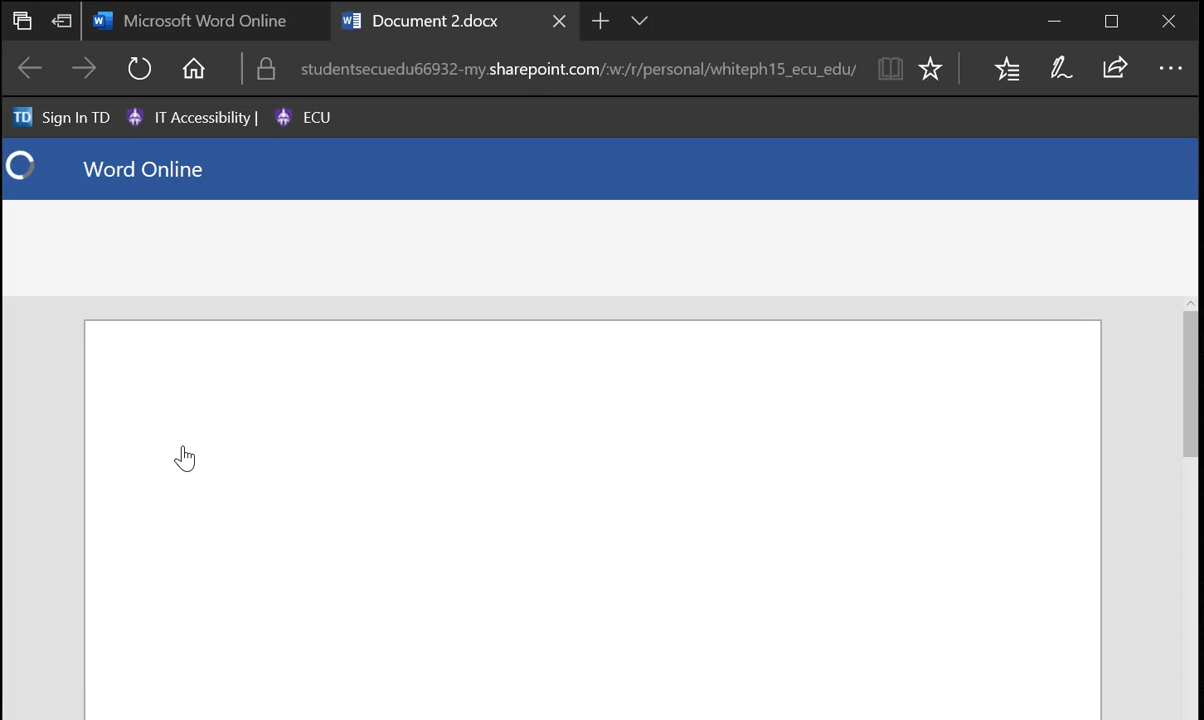 Microsoft Word Online
Document 2.docx
studentsecuedu66932-my.sharepoint.com/:w:/r/personal/whiteph15_ecu_edu/
TD Sign In TD IT Accessibility | ECU
Word Online